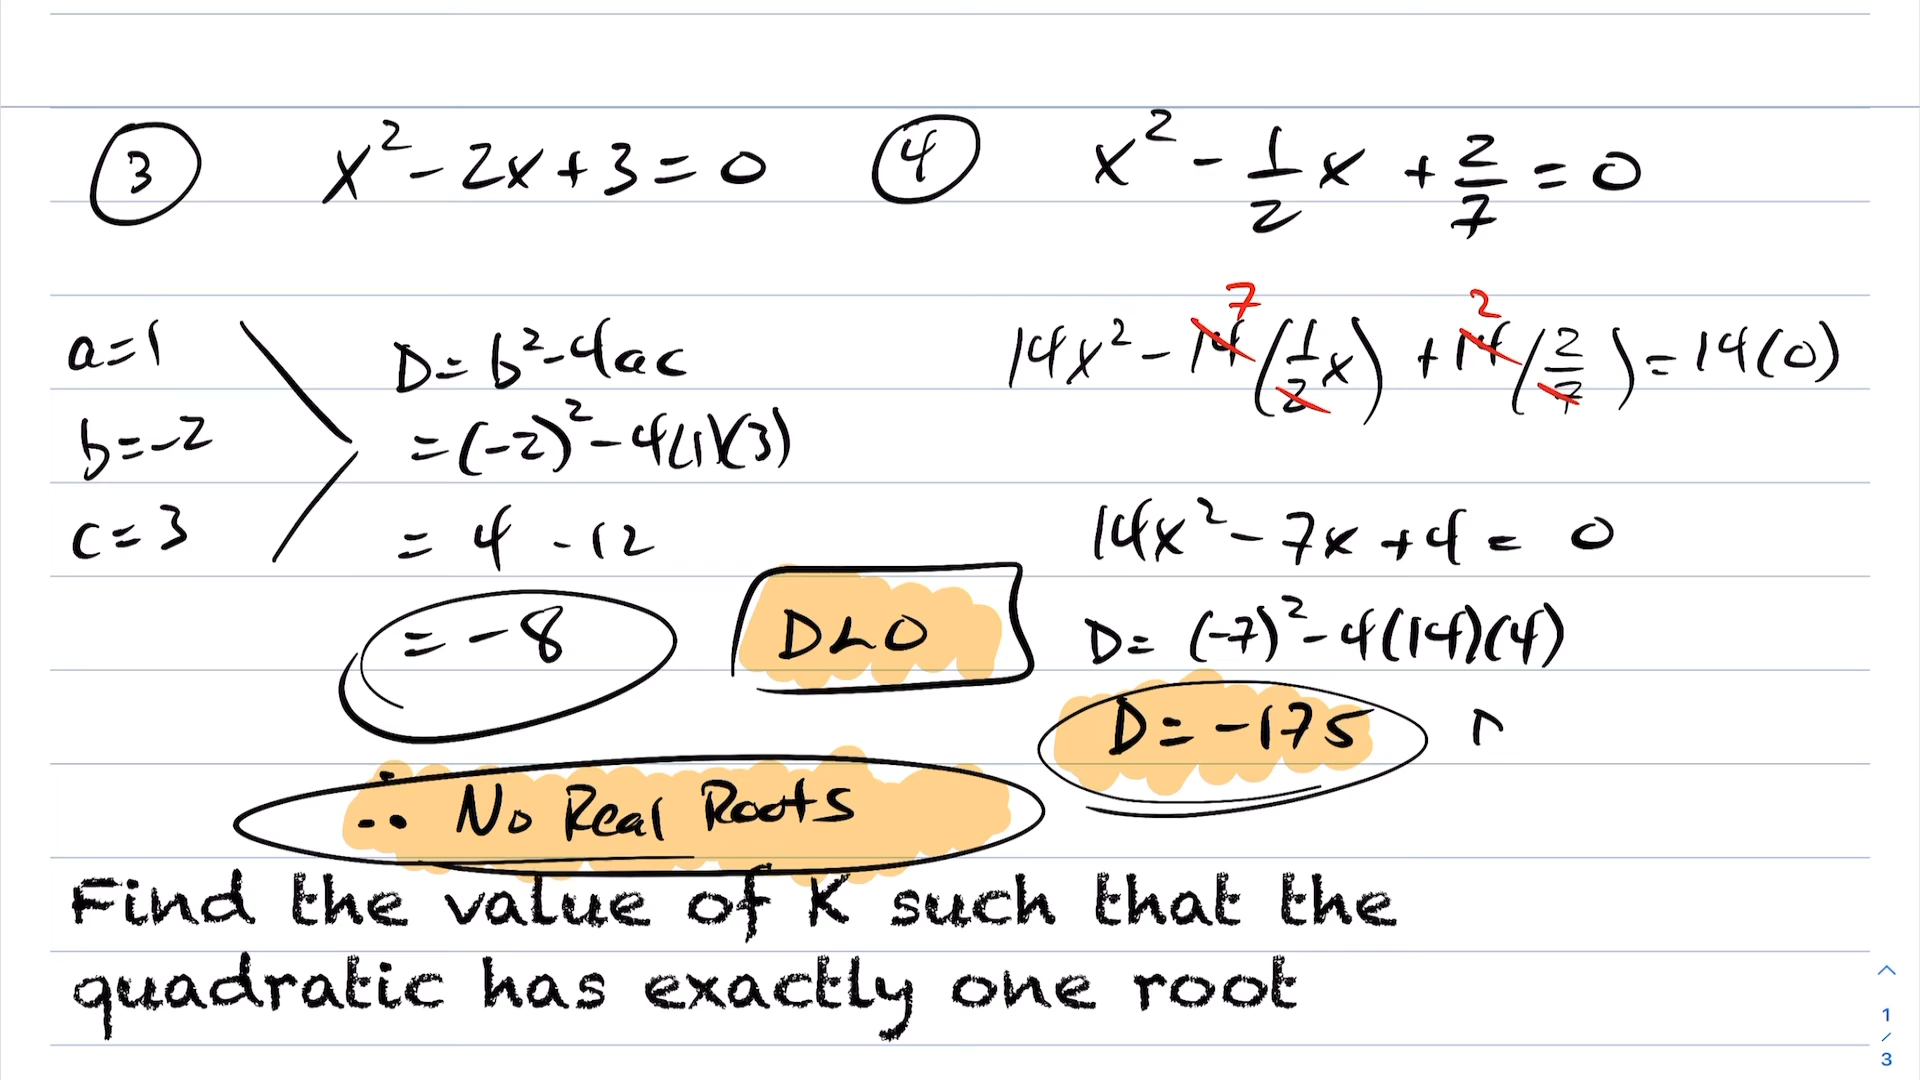 ③ x² - 2x + 3 = 0
④ x² - 1/2 x + 2/7 = 0
a=1
b=-2
c=3
D= b²-4ac
=(-2)²-4(1)(3)
= 4 -12
= -8
D<0
∴ No Real Roots
7 2
14x² - 14(1/2 x) + 14(2/7) = 14(0)
14x² - 7x + 4 = 0
D= (-7)² - 4(14)(4)
D= -175
Find the value of K such that the
quadratic has exactly one root
1
/
3